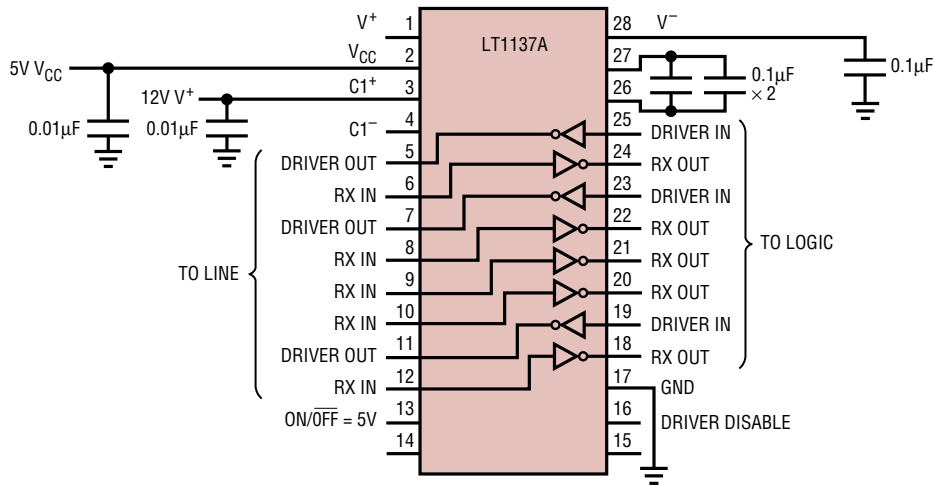 LT1137A
V+ 1
VCC 2
5V VCC
C1+ 3
12V V+
0.01µF
0.01µF
C1– 4
DRIVER OUT 5
RX IN 6
DRIVER OUT 7
RX IN 8
RX IN 9
RX IN 10
DRIVER OUT 11
RX IN 12
ON/OFF = 5V 13
14
TO LINE
28 V–
27
26
0.1µF
× 2
0.1µF
25 DRIVER IN
24 RX OUT
23 DRIVER IN
22 RX OUT
21 RX OUT
20 RX OUT
19 DRIVER IN
18 RX OUT
17 GND
16 DRIVER DISABLE
15
TO LOGIC